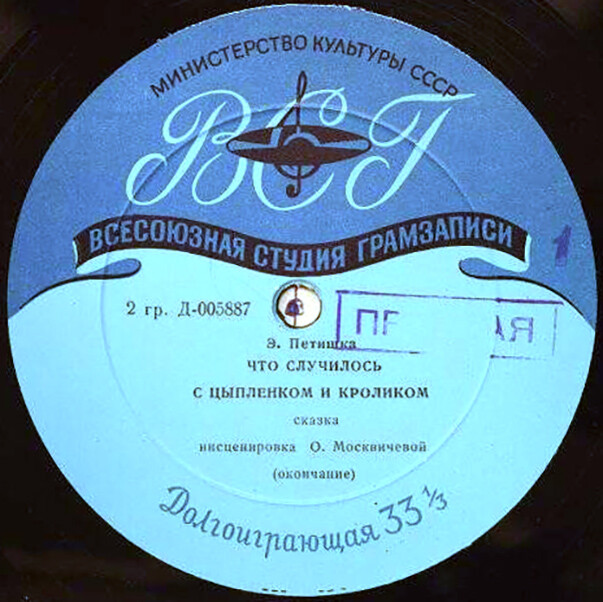 МИНИСТЕРСТВО КУЛЬТУРЫ СССР
ВСГ
ВСЕСОЮЗНАЯ СТУДИЯ ГРАМЗАПИСИ
1
2 гр. Д-005887
Э. Петишка
ЧТО СЛУЧИЛОСЬ
С ЦЫПЛЕНКОМ И КРОЛИКОМ
сказка
инсценировка О. Москвичевой
(окончание)
Долгоиграющая 33 1/3